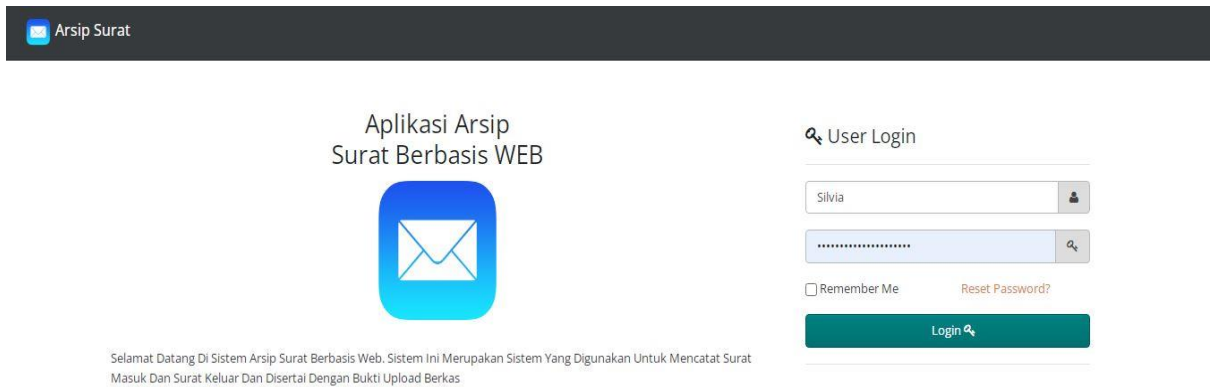 Arsip Surat
Aplikasi Arsip
Surat Berbasis WEB
User Login
Silvia
•••••••••••••••••••••
Remember Me
Reset Password?
Login
Selamat Datang Di Sistem Arsip Surat Berbasis Web. Sistem Ini Merupakan Sistem Yang Digunakan Untuk Mencatat Surat
Masuk Dan Surat Keluar Dan Disertai Dengan Bukti Upload Berkas